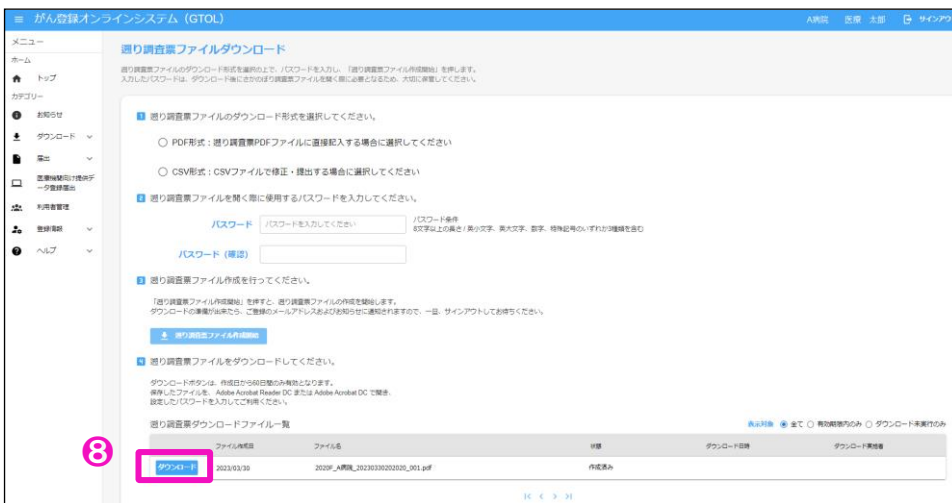 がん登録オンラインシステム（GTOL）
A病院 医療 太郎 サインアウ
メニュー
ホーム
トップ
カテゴリー
お知らせ
ダウンロード
届出
医療機関向け提供デ
ータ登録届出
利用者管理
登録情報
ヘルプ
遡り調査票ファイルダウンロード
遡り調査票ファイルのダウンロード形式を選択の上で、パスワードを入力し、「遡り調査票ファイル作成開始」を押します。
入力したパスワードは、ダウンロード後にさかのぼり調査票ファイルを開く際に必要となるため、大切に保管してください。
1 遡り調査票ファイルのダウンロード形式を選択してください。
PDF形式：遡り調査票PDFファイルに直接記入する場合に選択してください
CSV形式：CSVファイルで修正・提出する場合に選択してください
2 遡り調査票ファイルを開く際に使用するパスワードを入力してください。
パスワード パスワードを入力してください
パスワード条件
8文字以上の長さ / 英小文字、英大文字、数字、特殊記号のいずれか3種類を含む
パスワード（確認）
3 遡り調査票ファイル作成を行ってください。
「遡り調査票ファイル作成開始」を押すと、遡り調査票ファイルの作成を開始します。
ダウンロードの準備が出来たら、ご登録のメールアドレスおよびお知らせに通知されますので、一旦、サインアウトしてお待ちください。
遡り調査票ファイル作成開始
4 遡り調査票ファイルをダウンロードしてください。
ダウンロードボタンは、作成日から60日間のみ有効となります。
保存したファイルを、Adobe Acrobat Reader DC または Adobe Acrobat DC で開き、
設定したパスワードを入力してご利用ください。
遡り調査票ダウンロードファイル一覧
表示対象 全て 有効期限内のみ ダウンロード未実行のみ
ファイル作成日 ファイル名 状態 ダウンロード日時 ダウンロード実施者
⑧
ダウンロード 2023/03/30 2020F_A病院_20230330202020_001.pdf 作成済み